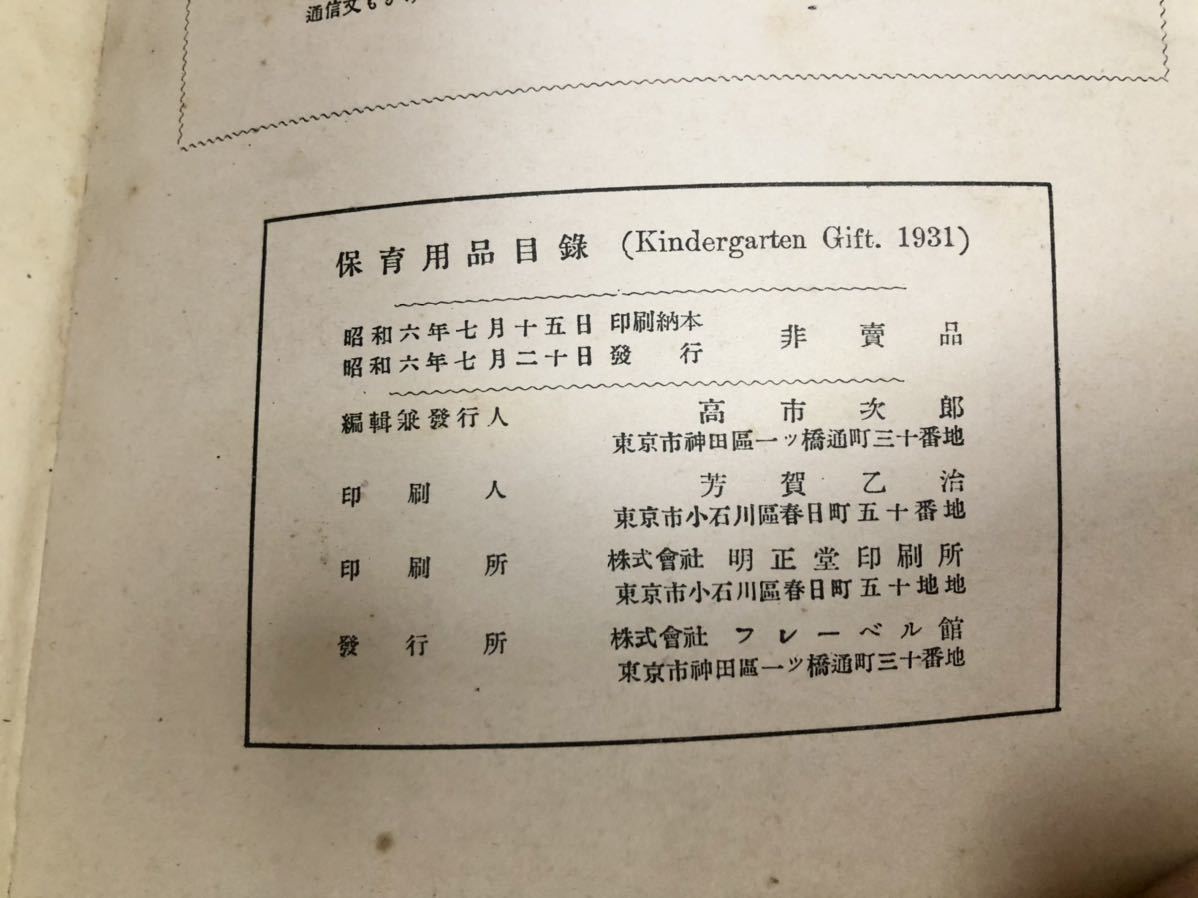 通信文も
保育用品目錄 (Kindergarten Gift. 1931)
昭和六年七月十五日 印刷納本
昭和六年七月二十日 發行
非賣品
編輯兼發行人 高市次郎
東京市神田區一ッ橋通町三十番地
印刷人 芳賀乙治
東京市小石川區春日町五十番地
印刷所 株式會社 明正堂印刷所
東京市小石川區春日町五十地地
發行所 株式會社 フレーベル館
東京市神田區一ッ橋通町三十番地